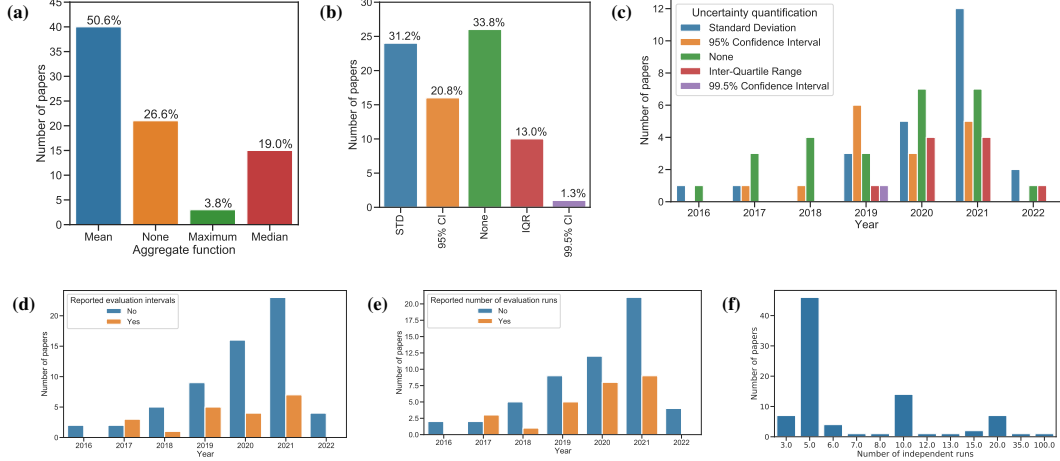 (a)
45
40
35
30
25
20
15
10
5
0
Number of papers
50.6%
26.6%
3.8%
19.0%
Mean
None
Maximum
Median
Aggregate function
(b)
30
25
20
15
10
5
0
Number of papers
31.2%
20.8%
33.8%
13.0%
1.3%
STD
95% CI
None
IQR
99.5% CI
(c)
12
10
8
6
4
2
0
Number of papers
Uncertainty quantification
Standard Deviation
95% Confidence Interval
None
Inter-Quartile Range
99.5% Confidence Interval
2016
2017
2018
2019
2020
2021
2022
Year
(d)
20
15
10
5
0
Number of papers
Reported evaluation intervals
No
Yes
2016
2017
2018
2019
2020
2021
2022
Year
(e)
20.0
17.5
15.0
12.5
10.0
7.5
5.0
2.5
0.0
Number of papers
Reported number of evaluation runs
No
Yes
2016
2017
2018
2019
2020
2021
2022
Year
(f)
40
30
20
10
0
Number of papers
3.0
5.0
6.0
7.0
8.0
10.0
12.0
13.0
15.0
20.0
35.0
100.0
Number of independent runs